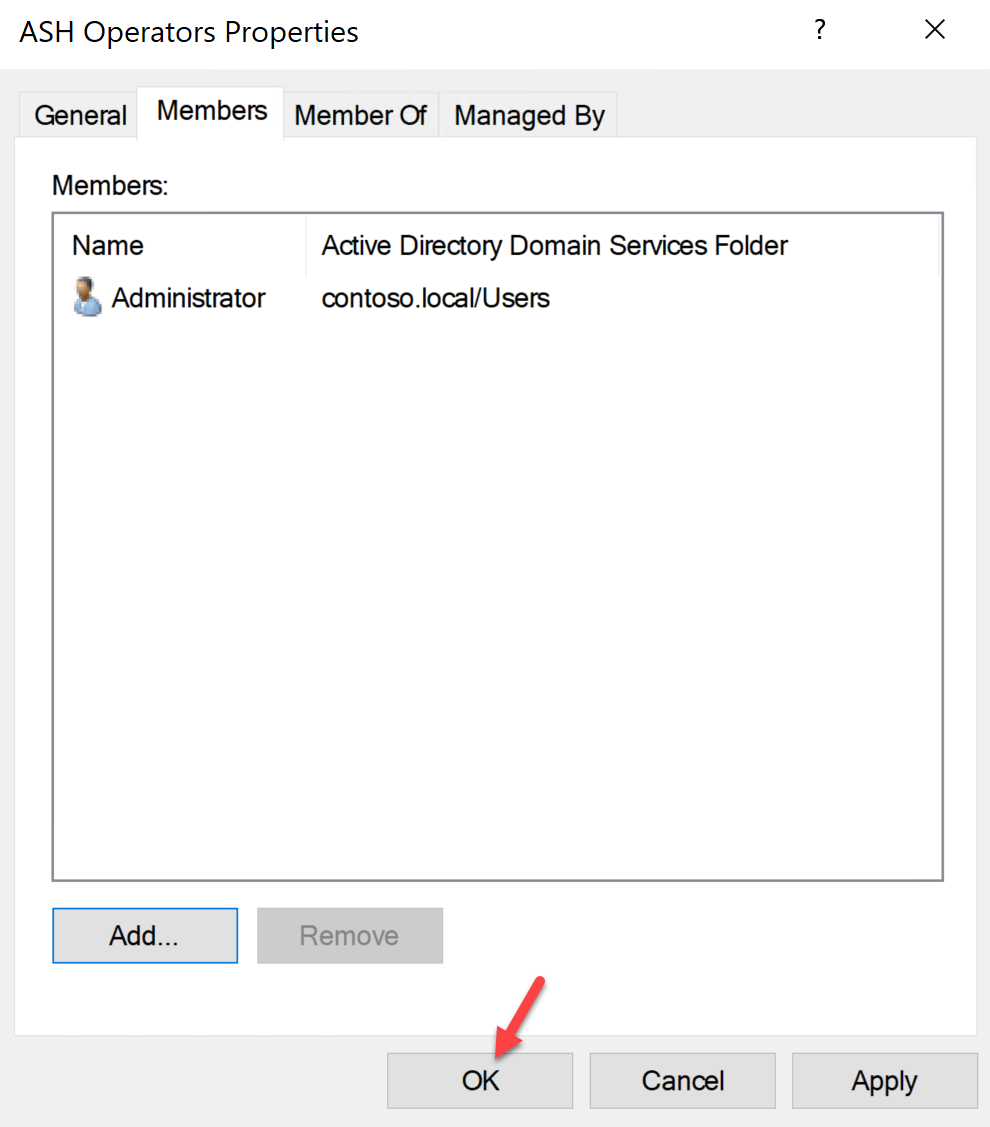 ASH Operators Properties ?
General Members Member Of Managed By
Members:
Name Active Directory Domain Services Folder
Administrator contoso.local/Users
Add... Remove
OK Cancel Apply